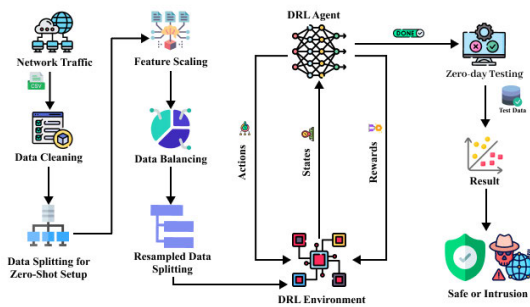 Network Traffic
CSV
Data Cleaning
Data Splitting for
Zero-Shot Setup
Feature Scaling
Data Balancing
Resampled Data
Splitting
DRL Agent
Actions
States
Rewards
DRL Environment
DONE
Zero-day Testing
Test Data
Result
Safe or Intrusion